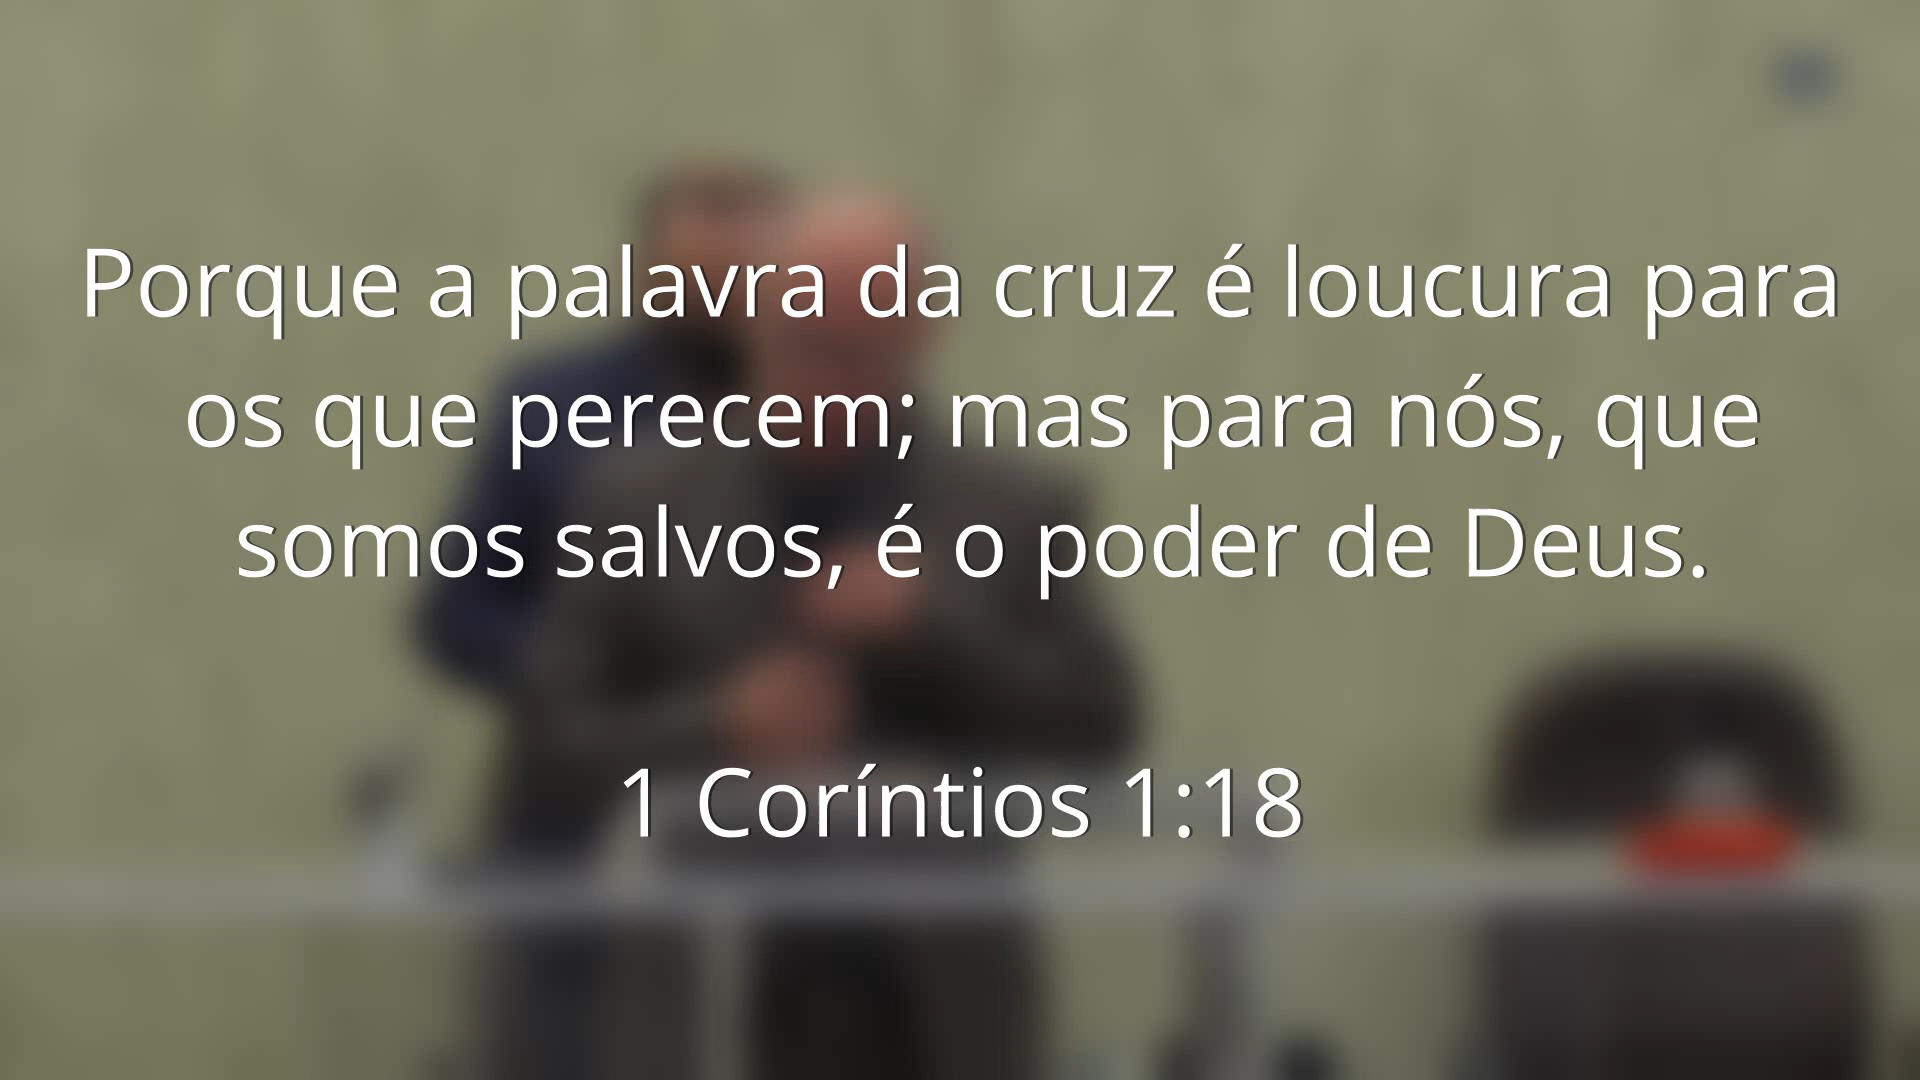 Porque a palavra da cruz é loucura para
os que perecem; mas para nós, que
somos salvos, é o poder de Deus.
1 Coríntios 1:18